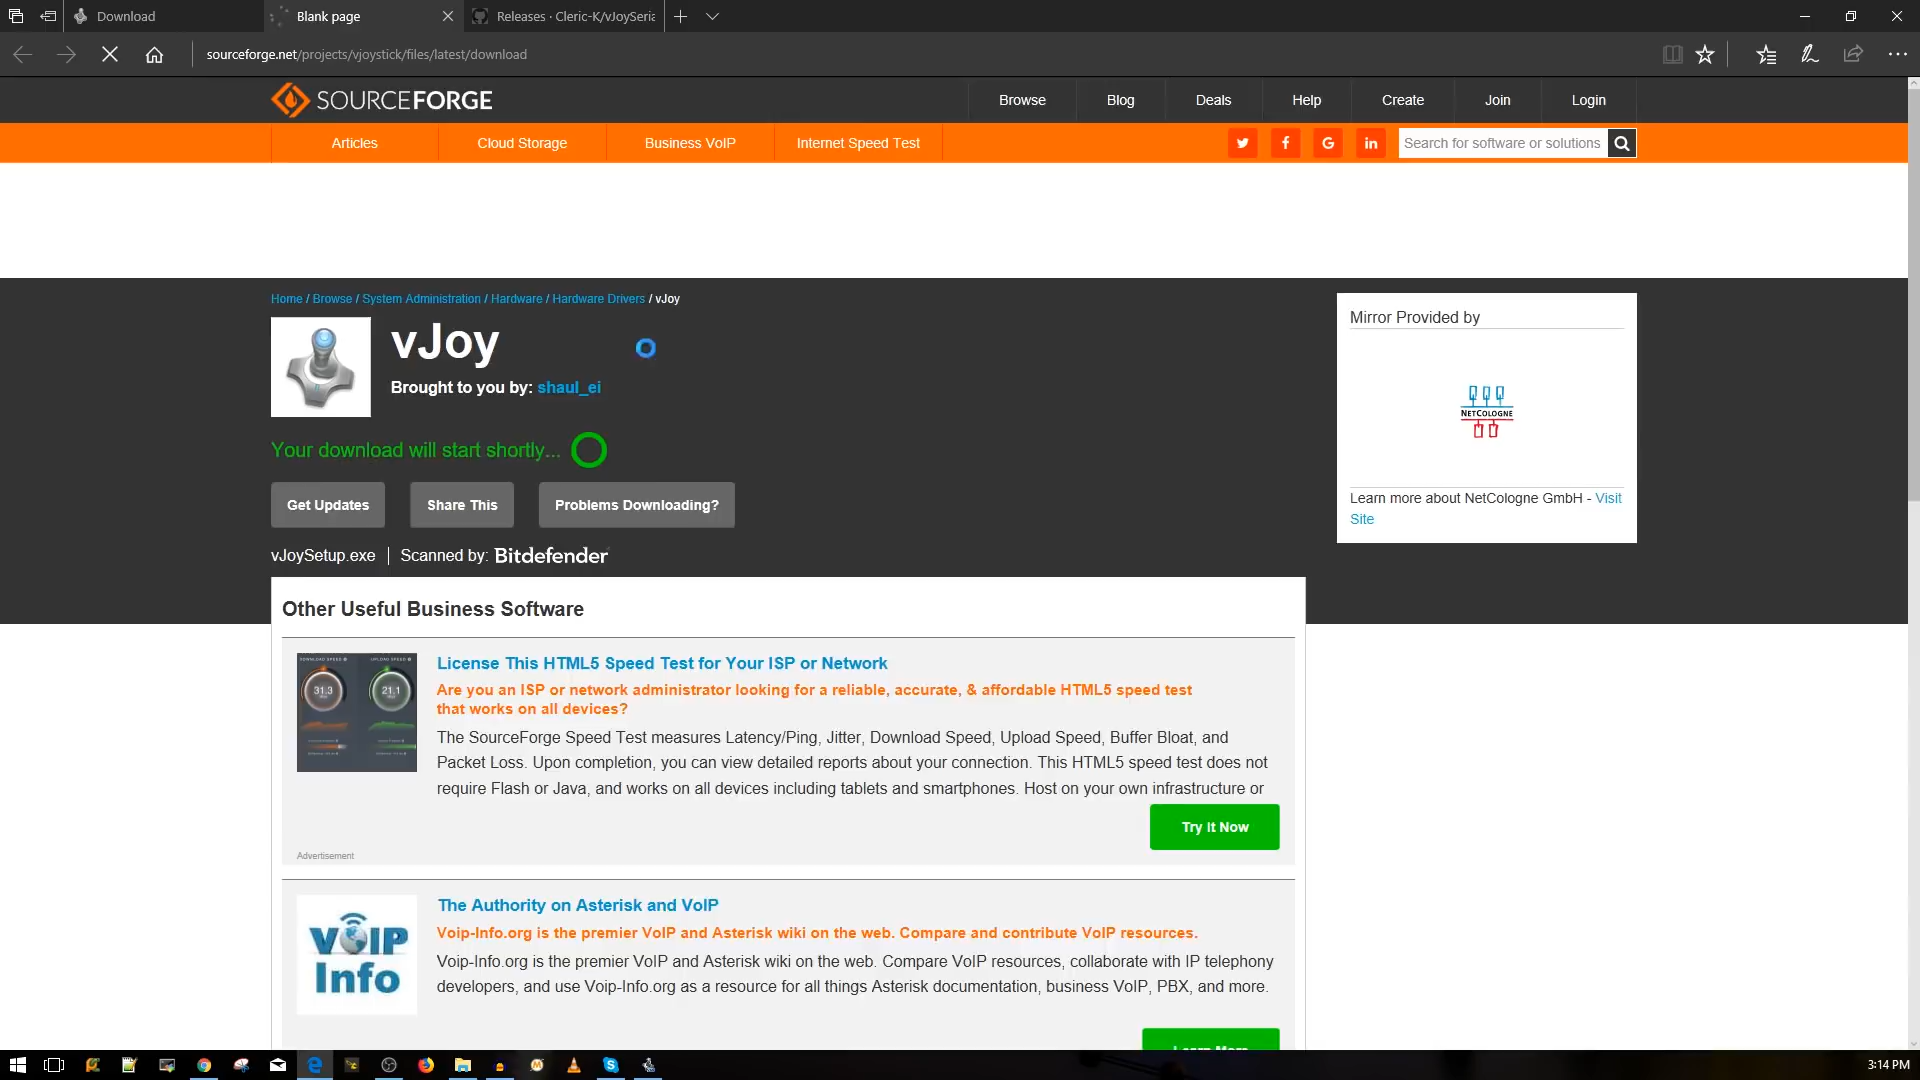 Download
Blank page
Releases · Cleric-K/vJoySeria
sourceforge.net/projects/vjoystick/files/latest/download
SOURCEFORGE
Browse
Blog
Deals
Help
Create
Join
Login
Articles
Cloud Storage
Business VoIP
Internet Speed Test
Search for software or solutions
Home / Browse / System Administration / Hardware / Hardware Drivers / vJoy
vJoy
Brought to you by: shaul_ei
Your download will start shortly...
Get Updates
Share This
Problems Downloading?
vJoySetup.exe
Scanned by: Bitdefender
Mirror Provided by
NETCOLOGNE
Learn more about NetCologne GmbH - Visit
Site
Other Useful Business Software
DOWNLOAD SPEED
UPLOAD SPEED
31.3
21.1
License This HTML5 Speed Test for Your ISP or Network
Are you an ISP or network administrator looking for a reliable, accurate, & affordable HTML5 speed test
that works on all devices?
The SourceForge Speed Test measures Latency/Ping, Jitter, Download Speed, Upload Speed, Buffer Bloat, and
Packet Loss. Upon completion, you can view detailed reports about your connection. This HTML5 speed test does not
require Flash or Java, and works on all devices including tablets and smartphones. Host on your own infrastructure or
Try It Now
Advertisement
VOIP
Info
The Authority on Asterisk and VoIP
Voip-Info.org is the premier VoIP and Asterisk wiki on the web. Compare and contribute VoIP resources.
Voip-Info.org is the premier VoIP and Asterisk wiki on the web. Compare VoIP resources, collaborate with IP telephony
developers, and use Voip-Info.org as a resource for all things Asterisk documentation, business VoIP, PBX, and more.
Learn More
3:14 PM